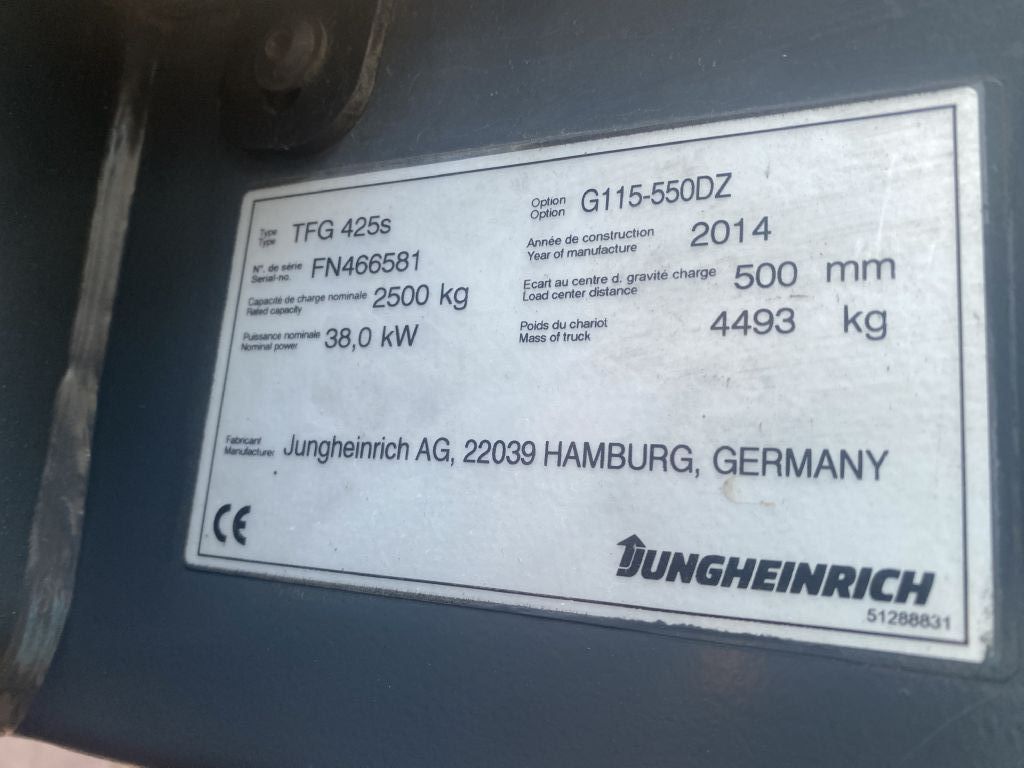 Type
Type TFG 425s
Option
Option G115-550DZ
N°. de série
Serial-no. FN466581
Année de construction
Year of manufacture 2014
Capacité de charge nominale
Rated capacity 2500 kg
Ecart au centre d. gravité charge
Load center distance 500 mm
Puissance nominale
Nominal power 38,0 kW
Poids du chariot
Mass of truck 4493 kg
Fabricant
Manufacturer Jungheinrich AG, 22039 HAMBURG, GERMANY
CE
JUNGHEINRICH
51288831